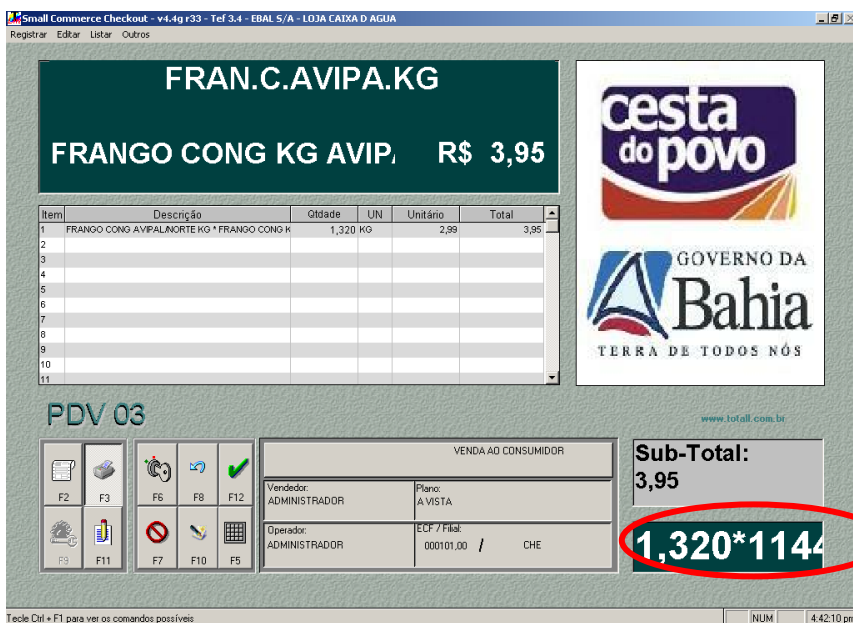 Small Commerce Checkout - v4.4g r33 - Tef 3.4 - EBAL S/A - LOJA CAIXA D AGUA
Registrar Editar Listar Outros
FRAN.C.AVIPA.KG
FRANGO CONG KG AVIP R$ 3,95
cesta
do povo
GOVERNO DA
Bahia
TERRA DE TODOS NÓS
Item Descrição Qtdade UN Unitário Total
1 FRANGO CONG AVIPAL/NORTE KG * FRANGO CONG K 1,320 KG 2,99 3,95
2
3
4
5
6
7
8
9
10
11
PDV 03
www.totall.com.br
F2 F3 F6 F8 F12
F9 F11 F7 F10 F5
VENDA AO CONSUMIDOR
Vendedor: Plano:
ADMINISTRADOR A VISTA
Operador: ECF / Filial:
ADMINISTRADOR 000101,00 / CHE
Sub-Total:
3,95
1,320*1144
Tecle Ctrl + F1 para ver os comandos possíveis NUM 4:42:10 pm